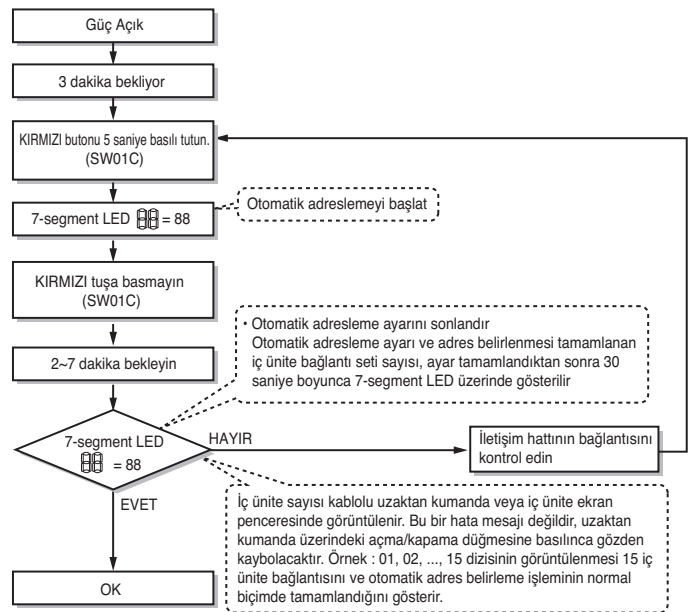 Güç Açık
3 dakika bekliyor
KIRMIZI butonu 5 saniye basılı tutun.
(SW01C)
7-segment LED 88 = 88
Otomatik adreslemeyi başlat
KIRMIZI tuşa basmayın
(SW01C)
• Otomatik adresleme ayarını sonlandır
Otomatik adresleme ayarı ve adres belirlenmesi tamamlanan
iç ünite bağlantı seti sayısı, ayar tamamlandıktan sonra 30
saniye boyunca 7-segment LED üzerinde gösterilir
2~7 dakika bekleyin
7-segment LED
88 = 88
HAYIR
İletişim hattının bağlantısını
kontrol edin
EVET
İç ünite sayısı kablolu uzaktan kumanda veya iç ünite ekran
penceresinde görüntülenir. Bu bir hata mesajı değildir, uzaktan
kumanda üzerindeki açma/kapama düğmesine basılınca gözden
kaybolacaktır. Örnek : 01, 02, ..., 15 dizisinin görüntülenmesi 15 iç
ünite bağlantısını ve otomatik adres belirleme işleminin normal
biçimde tamamlandığını gösterir.
OK